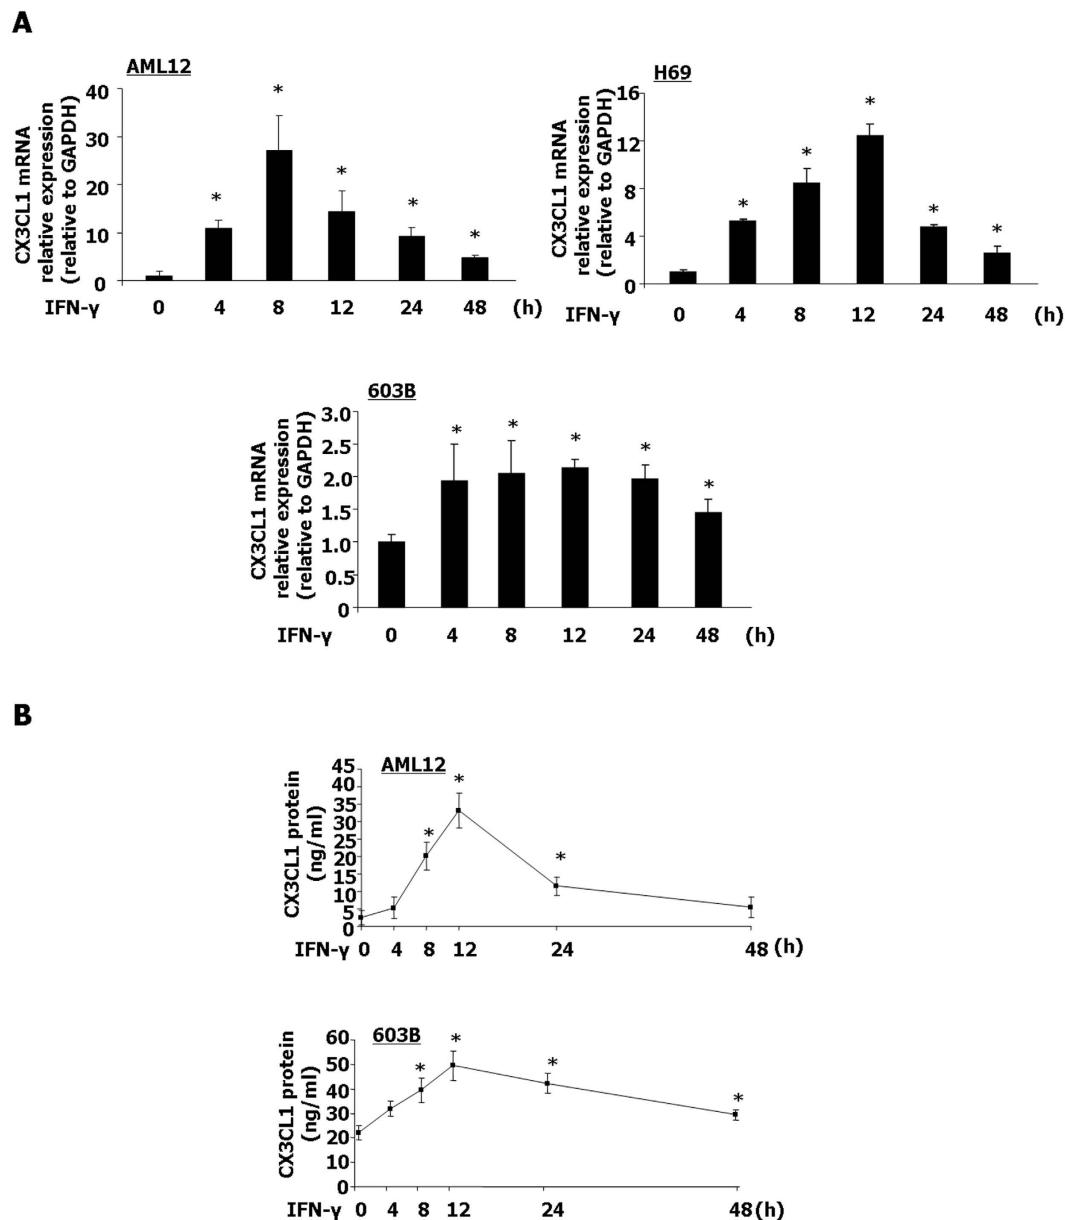 A
AML12
CX3CL1 mRNA
relative expression
(relative to GAPDH)
40
30
20
10
0
*
*
*
*
*
IFN-γ 0 4 8 12 24 48 (h)
H69
CX3CL1 mRNA
relative expression
(relative to GAPDH)
16
12
8
4
0
*
*
*
*
*
IFN-γ 0 4 8 12 24 48 (h)
603B
CX3CL1 mRNA
relative expression
(relative to GAPDH)
3.0
2.5
2.0
1.5
1.0
0.5
0
*
*
*
*
*
IFN-γ 0 4 8 12 24 48 (h)
B
AML12
CX3CL1 protein
(ng/ml)
45
40
35
30
25
20
15
10
5
0
*
*
*
IFN-γ 0 4 8 12 24 48 (h)
603B
CX3CL1 protein
(ng/ml)
60
50
40
30
20
10
0
*
*
*
*
IFN-γ 0 4 8 12 24 48 (h)